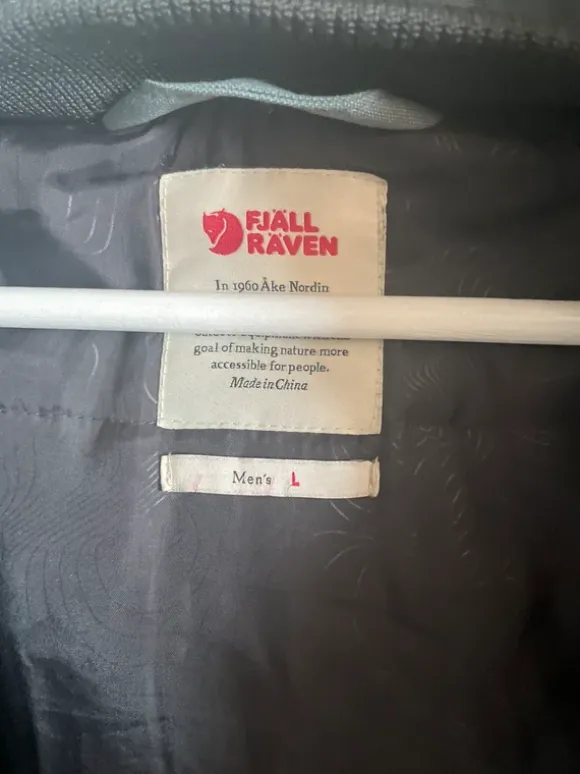 FJÄLL
RÄVEN
In 1960 Åke Nordin
goal of making nature more
accessible for people.
Made in China
Men's L